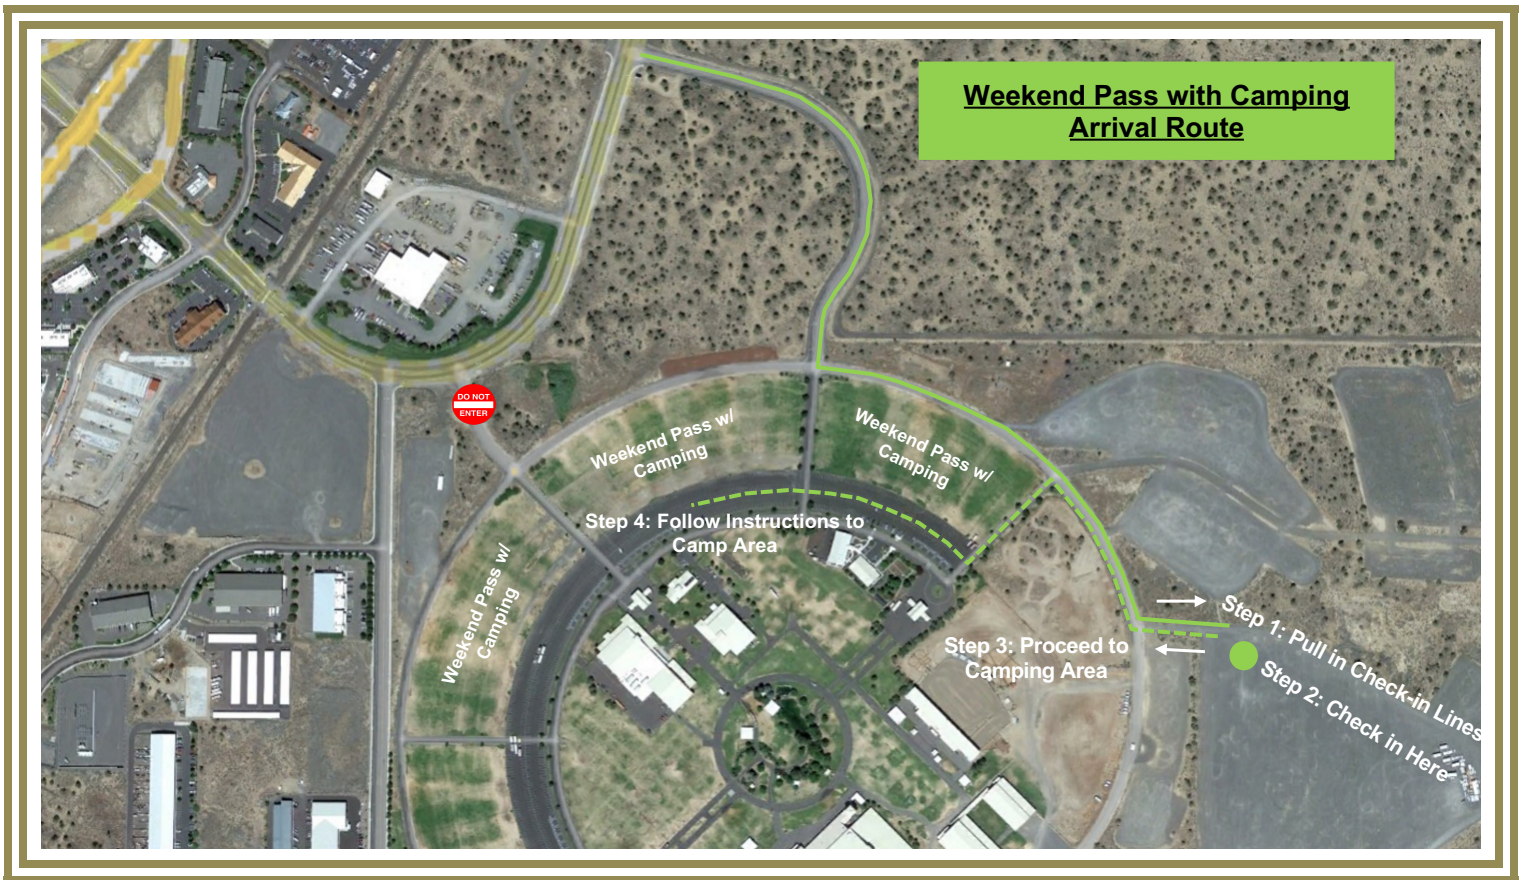 Weekend Pass with Camping
Arrival Route
DO NOT
ENTER
Weekend Pass w/
Camping
Weekend Pass w/
Camping
Step 4: Follow Instructions to
Camp Area
Weekend Pass w/
Camping
Step 1: Pull in Check-in Lines
Step 3: Proceed to
Camping Area
Step 2: Check in Here